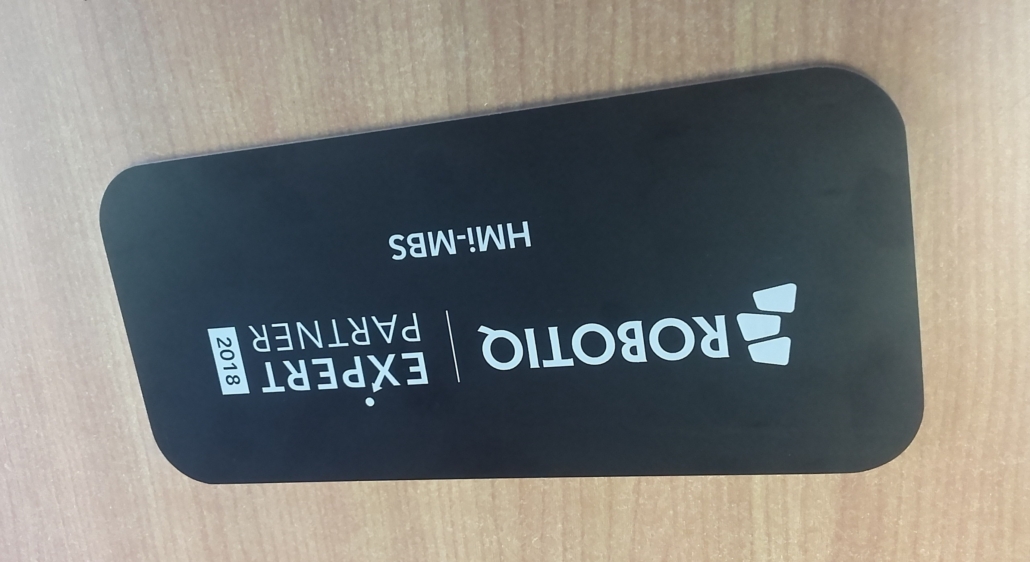 ROBOTIQ
EXPERT
PARTNER
2018
HMi-MBS